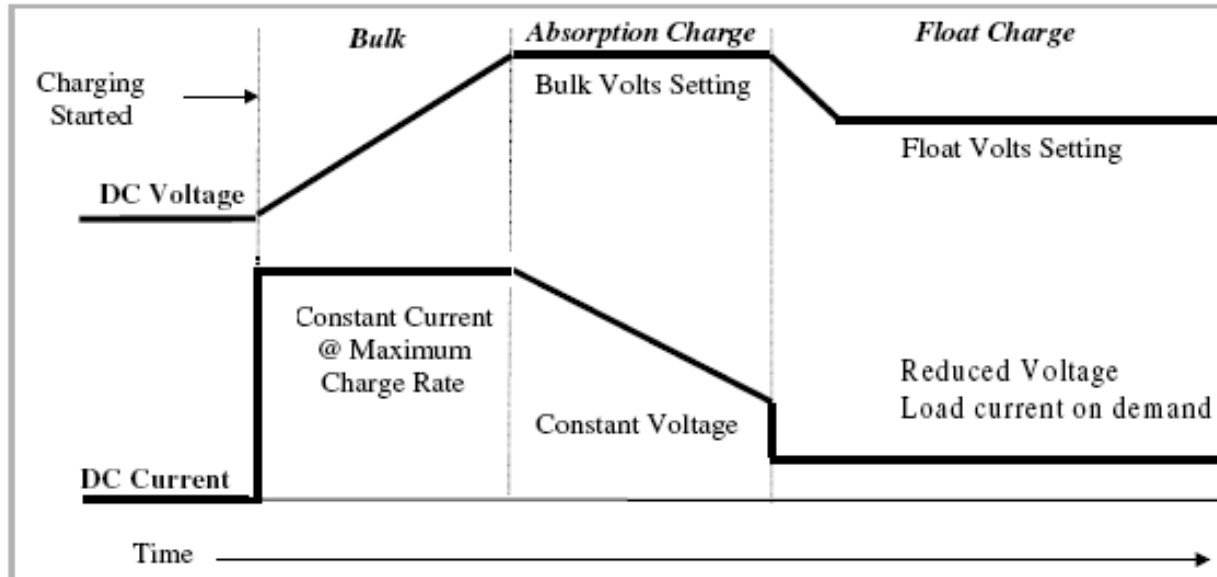 Bulk
Absorption Charge
Float Charge
Charging
Started
Bulk Volts Setting
Float Volts Setting
DC Voltage
Constant Current
@ Maximum
Charge Rate
Reduced Voltage
Load current on demand
Constant Voltage
DC Current
Time